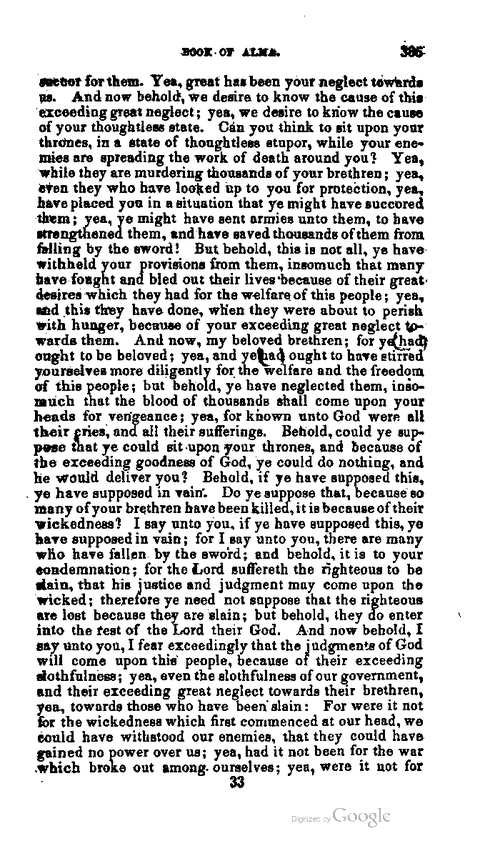 BOOK OF ALMA. 385
succor for them. Yea, great has been your neglect towards
us. And now behold, we desire to know the cause of this
exceeding great neglect; yea, we desire to know the cause
of your thoughtless state. Can you think to sit upon your
thrones, in a state of thoughtless stupor, while your ene-
mies are spreading the work of death around you? Yea,
while they are murdering thousands of your brethren; yea,
even they who have looked up to you for protection, yea,
have placed you in a situation that ye might have succored
them; yea, ye might have sent armies unto them, to have
strengthened them, and have saved thousands of them from
falling by the sword! But behold, this is not all, ye have
withheld your provisions from them, insomuch that many
have fought and bled out their lives because of their great
desires which they had for the welfare of this people; yea,
and this they have done, when they were about to perish
with hunger, because of your exceeding great neglect to-
wards them. And now, my beloved brethren; for ye (had)
ought to be beloved; yea, and ye (had) ought to have stirred
yourselves more diligently for the welfare and the freedom
of this people; but behold, ye have neglected them, inso-
much that the blood of thousands shall come upon your
heads for vengeance; yea, for known unto God were all
their cries, and all their sufferings. Behold, could ye sup-
pose that ye could sit upon your thrones, and because of
the exceeding goodness of God, ye could do nothing, and
he would deliver you? Behold, if ye have supposed this,
ye have supposed in vain. Do ye suppose that, because so
many of your brethren have been killed, it is because of their
wickedness? I say unto you, if ye have supposed this, ye
have supposed in vain; for I say unto you, there are many
who have fallen by the sword; and behold, it is to your
condemnation; for the Lord suffereth the righteous to be
slain, that his justice and judgment may come upon the
wicked; therefore ye need not suppose that the righteous
are lost because they are slain; but behold, they do enter
into the rest of the Lord their God. And now behold, I
say unto you, I fear exceedingly that the judgments of God
will come upon this people, because of their exceeding
slothfulness; yea, even the slothfulness of our government,
and their exceeding great neglect towards their brethren,
yea, towards those who have been slain: For were it not
for the wickedness which first commenced at our head, we
could have withstood our enemies, that they could have
gained no power over us; yea, had it not been for the war
which broke out among ourselves; yea, were it not for
33
Digitized by Google